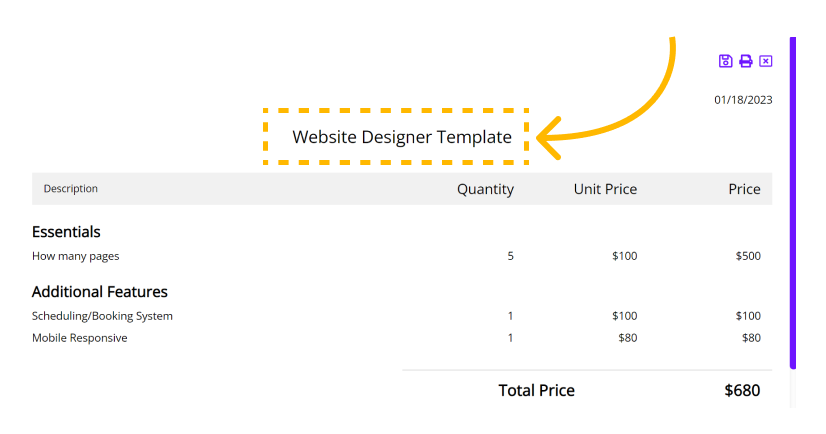 01/18/2023
Website Designer Template
Description Quantity Unit Price Price
Essentials
How many pages 5 $100 $500
Additional Features
Scheduling/Booking System 1 $100 $100
Mobile Responsive 1 $80 $80
Total Price $680